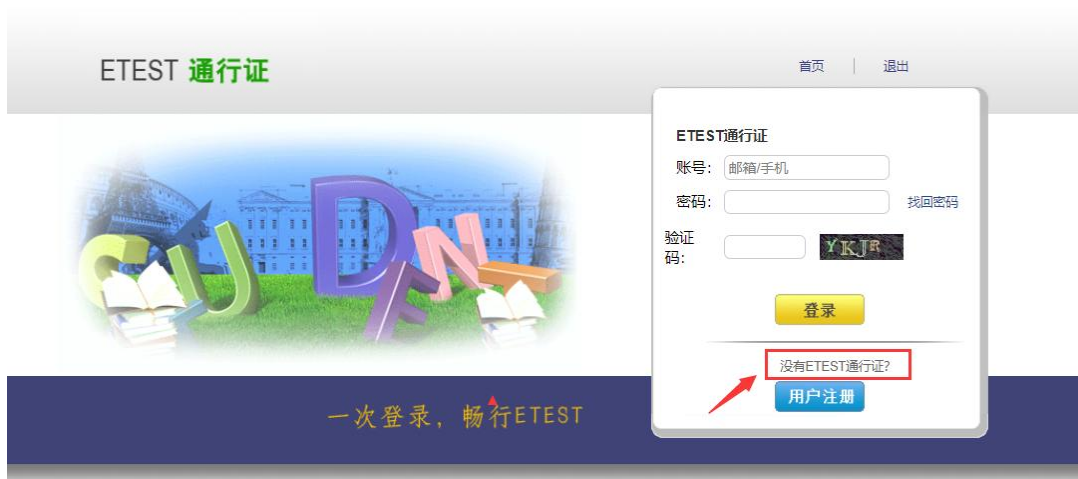 ETEST 通行证
首页 | 退出
ETEST通行证
账号: 邮箱/手机
密码: 找回密码
验证
码: YKJR
登录
没有ETEST通行证?
用户注册
一次登录, 畅行ETEST